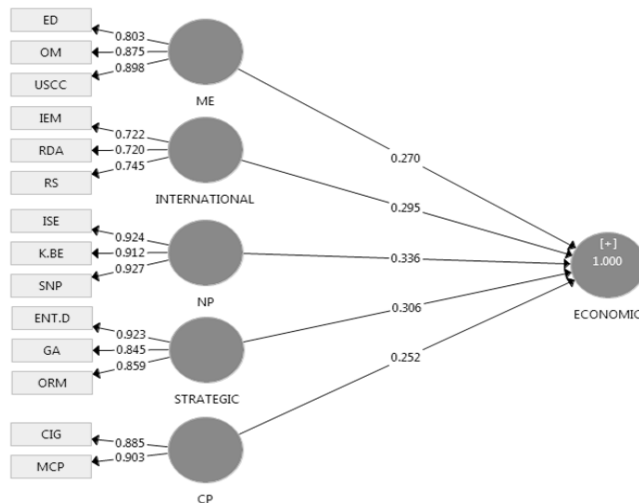 ED
0.803
OM
0.875
USCC
0.898
ME
0.270
IEM
0.722
RDA
0.720
RS
0.745
INTERNATIONAL
0.295
ISE
0.924
K.BE
0.912
SNP
0.927
NP
0.336
ENT.D
0.923
GA
0.845
ORM
0.859
STRATEGIC
0.306
CIG
0.885
MCP
0.903
CP
0.252
[+]
1.000
ECONOMIC